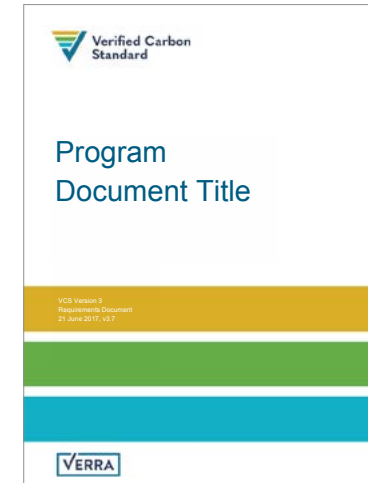 Verified Carbon
Standard
Program
Document Title
VCS Version 3
Requirements Document
21 June 2017, v3.7
VERRA